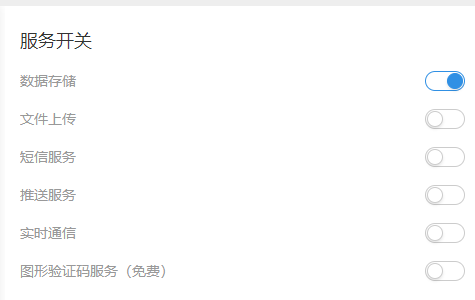 服务开关
数据存储
文件上传
短信服务
推送服务
实时通信
图形验证码服务（免费）